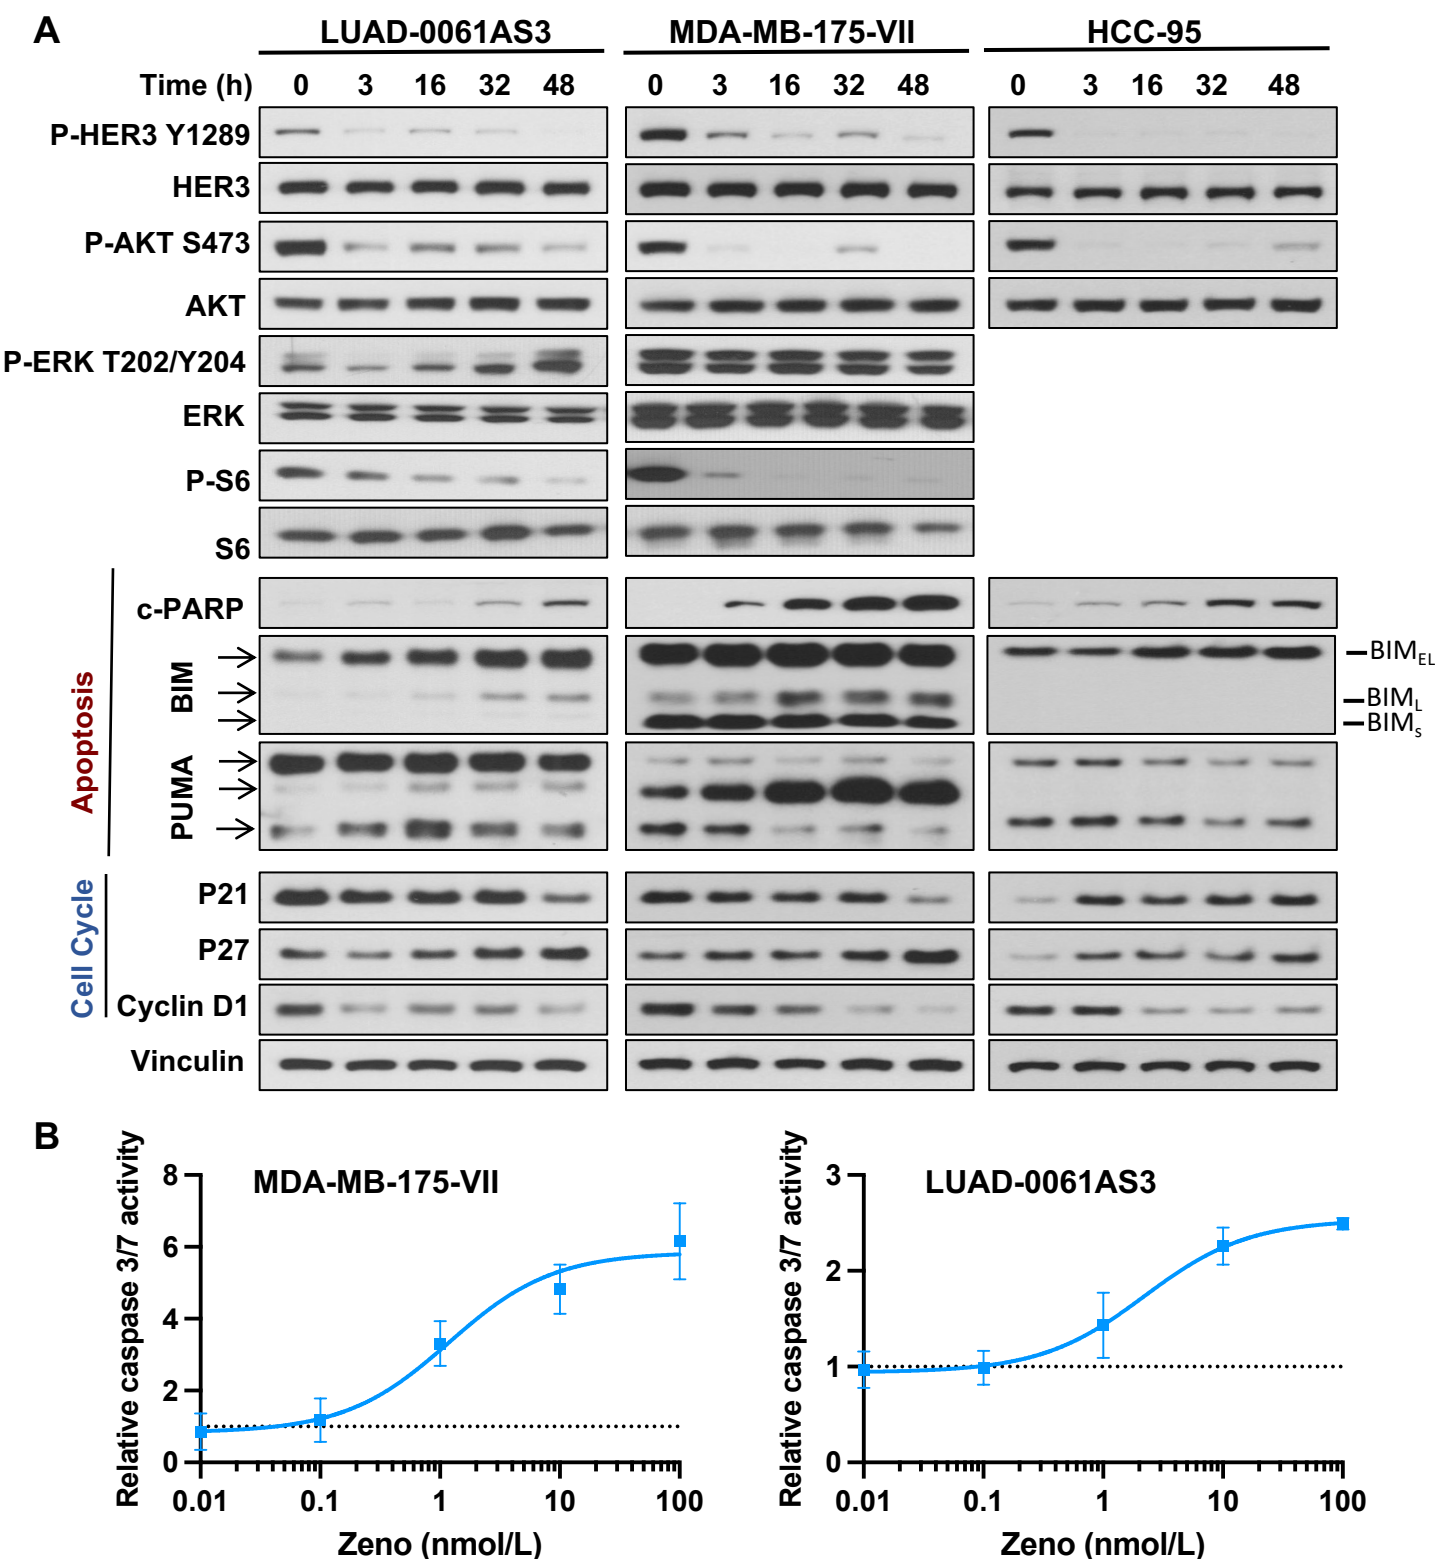 A
LUAD-0061AS3 MDA-MB-175-VII HCC-95
Time (h) 0 3 16 32 48 0 3 16 32 48 0 3 16 32 48
P-HER3 Y1289
HER3
P-AKT S473
AKT
P-ERK T202/Y204
ERK
P-S6
S6
Apoptosis
c-PARP
BIM
BIM_EL
BIM_L
BIM_s
PUMA
Cell Cycle
P21
P27
Cyclin D1
Vinculin
B
MDA-MB-175-VII
Relative caspase 3/7 activity
8
6
4
2
0
0.01 0.1 1 10 100
Zeno (nmol/L)
LUAD-0061AS3
Relative caspase 3/7 activity
3
2
1
0
0.01 0.1 1 10 100
Zeno (nmol/L)